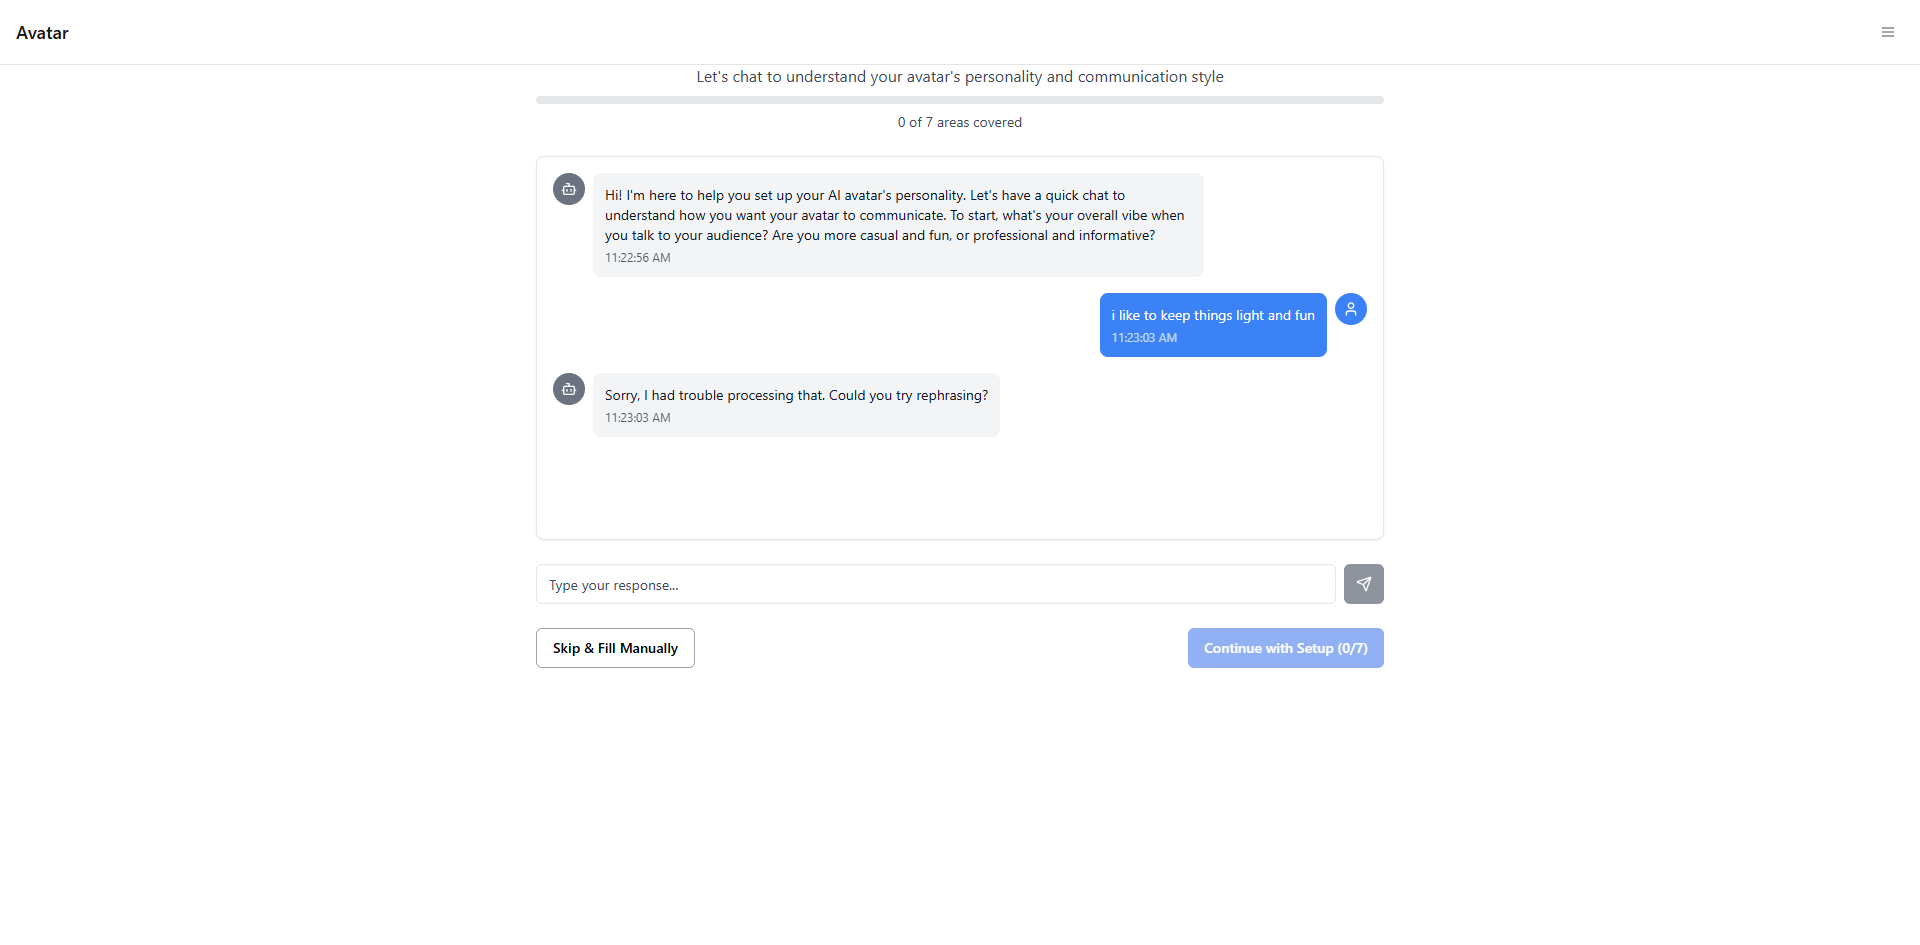 Avatar
Let's chat to understand your avatar's personality and communication style
0 of 7 areas covered
Hi! I'm here to help you set up your AI avatar's personality. Let's have a quick chat to
understand how you want your avatar to communicate. To start, what's your overall vibe when
you talk to your audience? Are you more casual and fun, or professional and informative?
11:22:56 AM
i like to keep things light and fun
11:23:03 AM
Sorry, I had trouble processing that. Could you try rephrasing?
11:23:03 AM
Type your response...
Skip & Fill Manually
Continue with Setup (0/7)